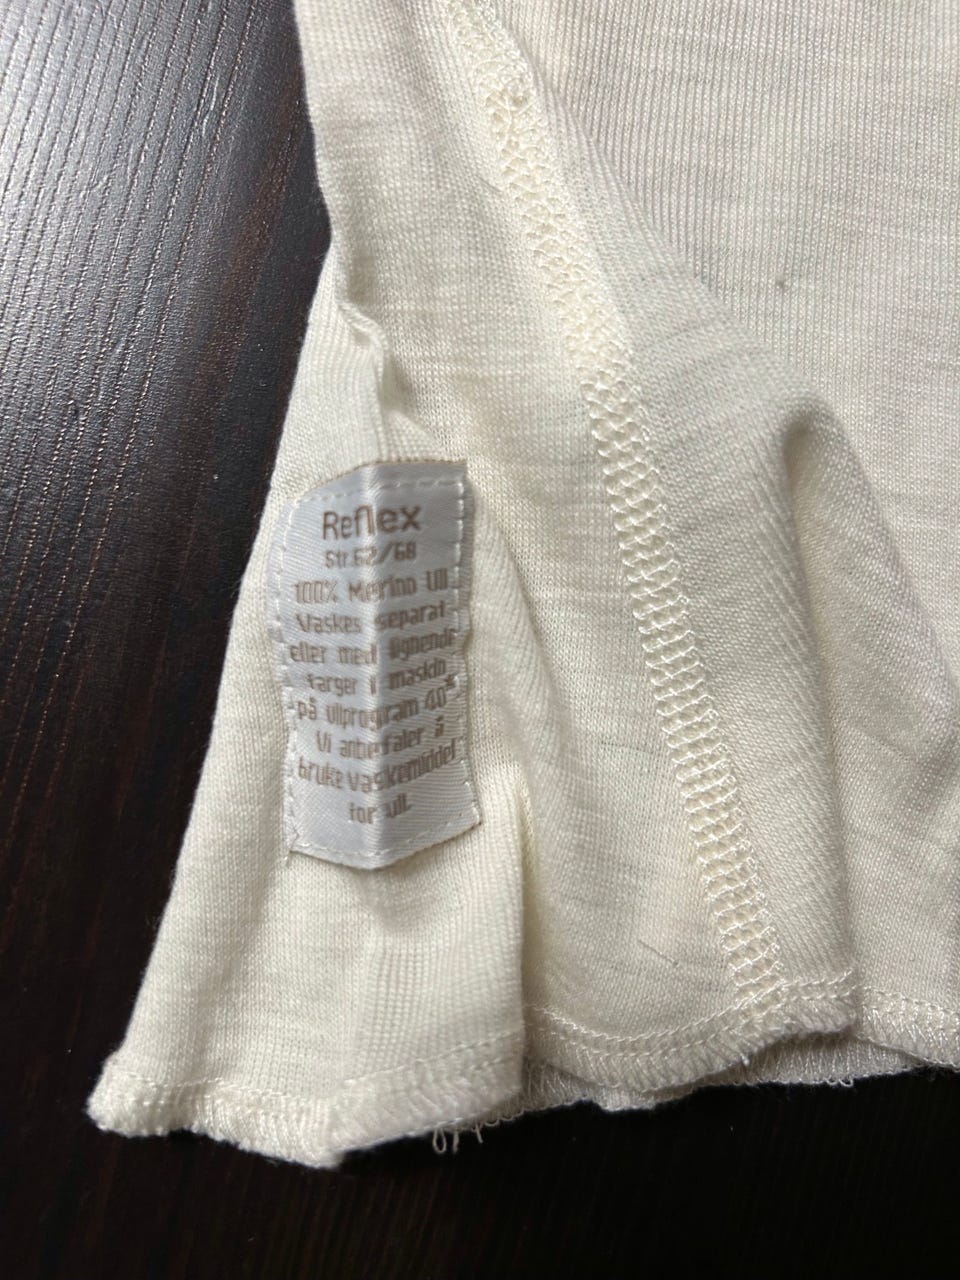 Reflex
Str.62/68
100% Merino Ull.
Vaskes separat
eller med lignende
farger i maskin
på ullprogram 40°
Vi anbefaler å
bruke vaskemiddel
for ull.